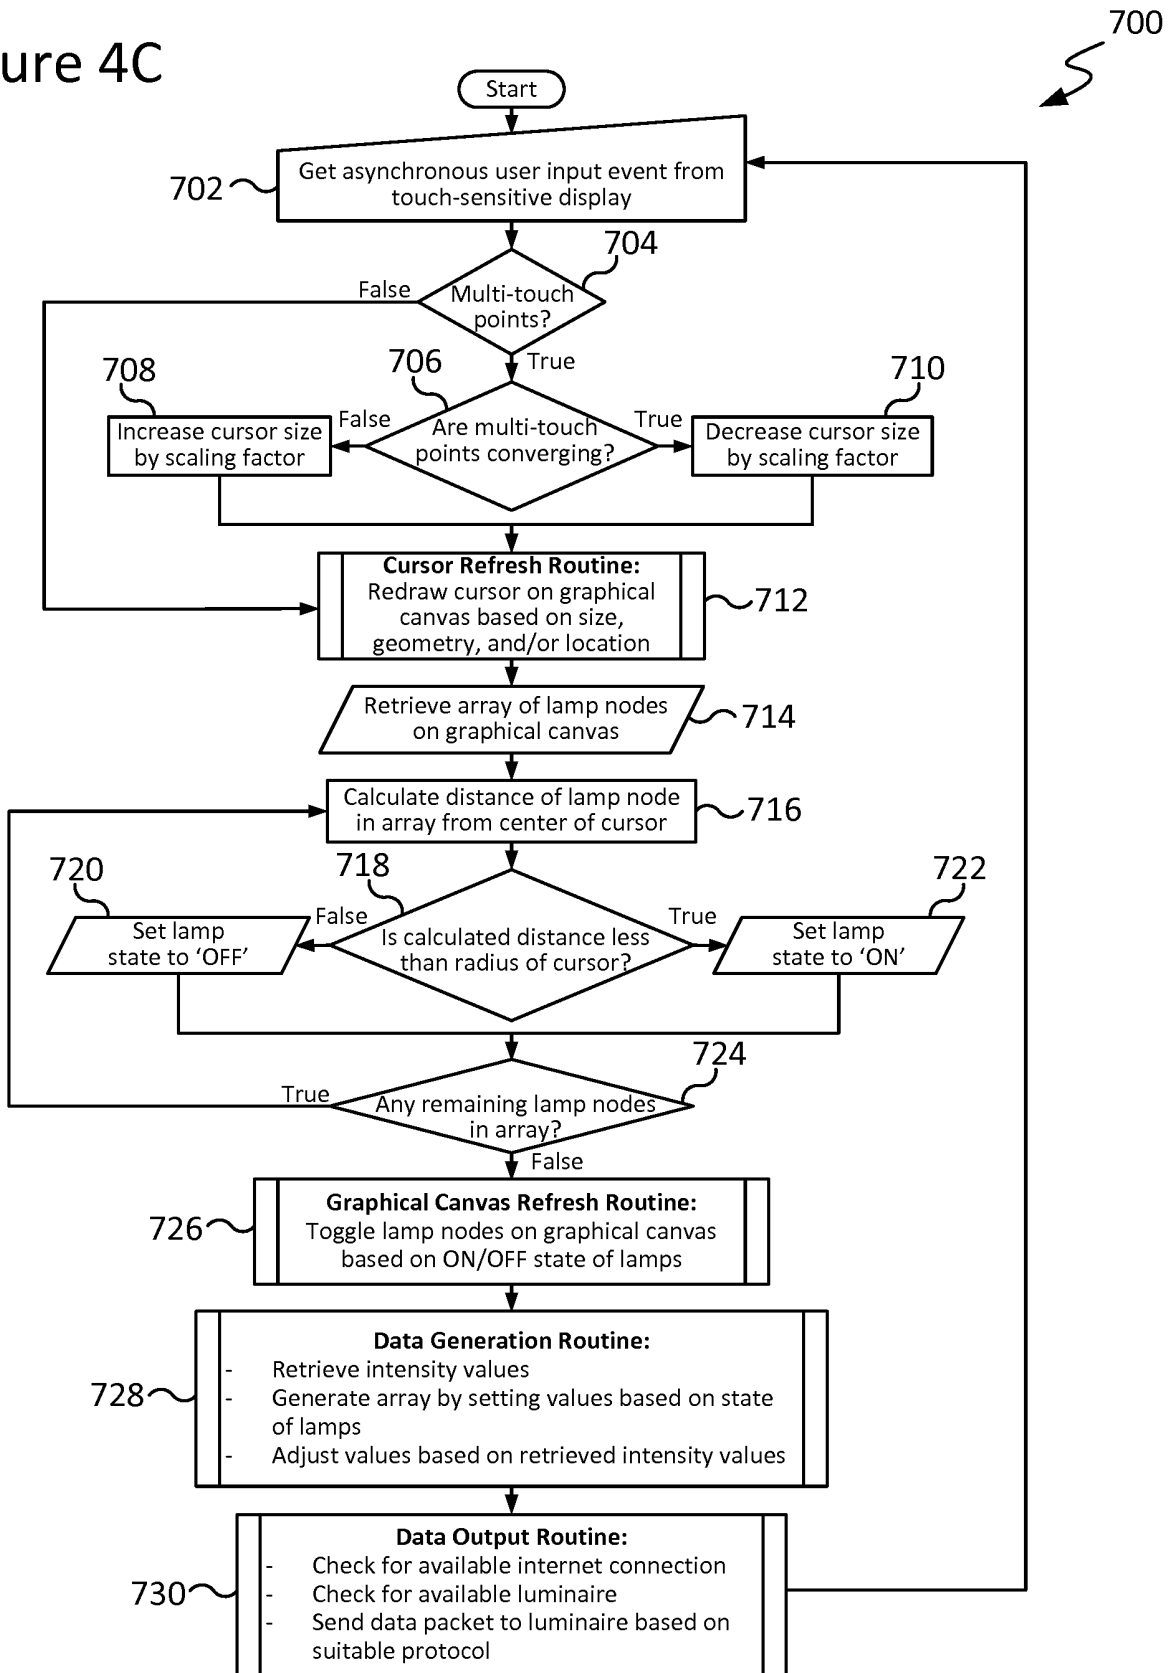 700
ure 4C
Start
Get asynchronous user input event from
touch-sensitive display
702
704
False
Multi-touch
points?
True
706
708
710
False
True
Increase cursor size
by scaling factor
Are multi-touch
points converging?
Decrease cursor size
by scaling factor
Cursor Refresh Routine:
Redraw cursor on graphical
canvas based on size,
geometry, and/or location
712
Retrieve array of lamp nodes
on graphical canvas
714
Calculate distance of lamp node
in array from center of cursor
716
720
718
722
False
True
Set lamp
state to ‘OFF’
Is calculated distance less
than radius of cursor?
Set lamp
state to ‘ON’
724
True
Any remaining lamp nodes
in array?
False
Graphical Canvas Refresh Routine:
Toggle lamp nodes on graphical canvas
based on ON/OFF state of lamps
726
Data Generation Routine:
- Retrieve intensity values
- Generate array by setting values based on state
of lamps
- Adjust values based on retrieved intensity values
728
Data Output Routine:
- Check for available internet connection
- Check for available luminaire
- Send data packet to luminaire based on
suitable protocol
730